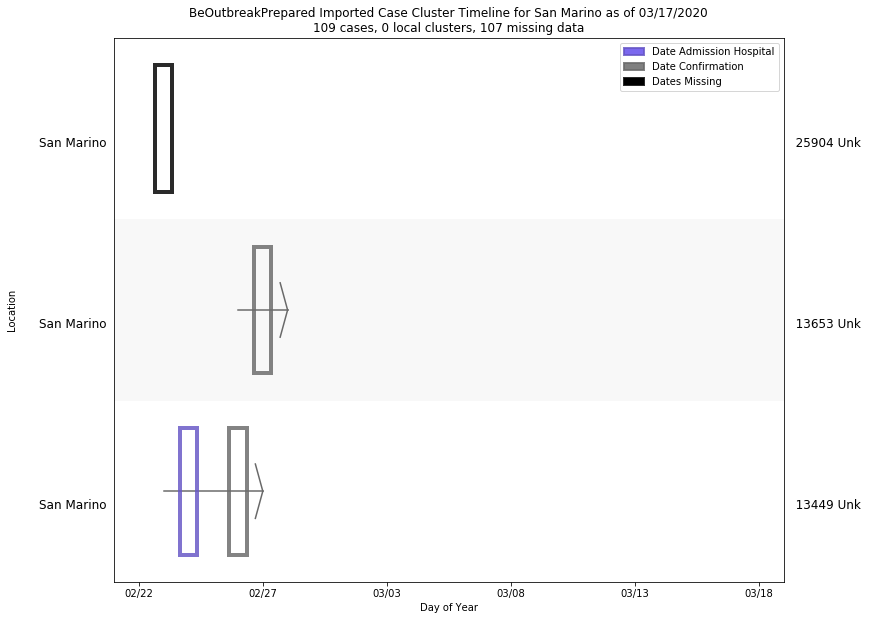 BeOutbreakPrepared Imported Case Cluster Timeline for San Marino as of 03/17/2020
109 cases, 0 local clusters, 107 missing data
Date Admission Hospital
Date Confirmation
Dates Missing
San Marino
25904 Unk
San Marino
13653 Unk
San Marino
13449 Unk
Location
02/22
02/27
03/03
03/08
03/13
03/18
Day of Year